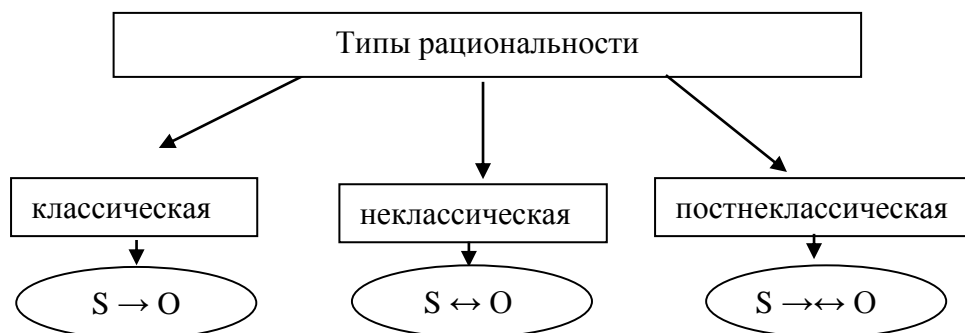 Типы рациональности
классическая
неклассическая
постнеклассическая
S → O
S ↔ O
S →↔ O